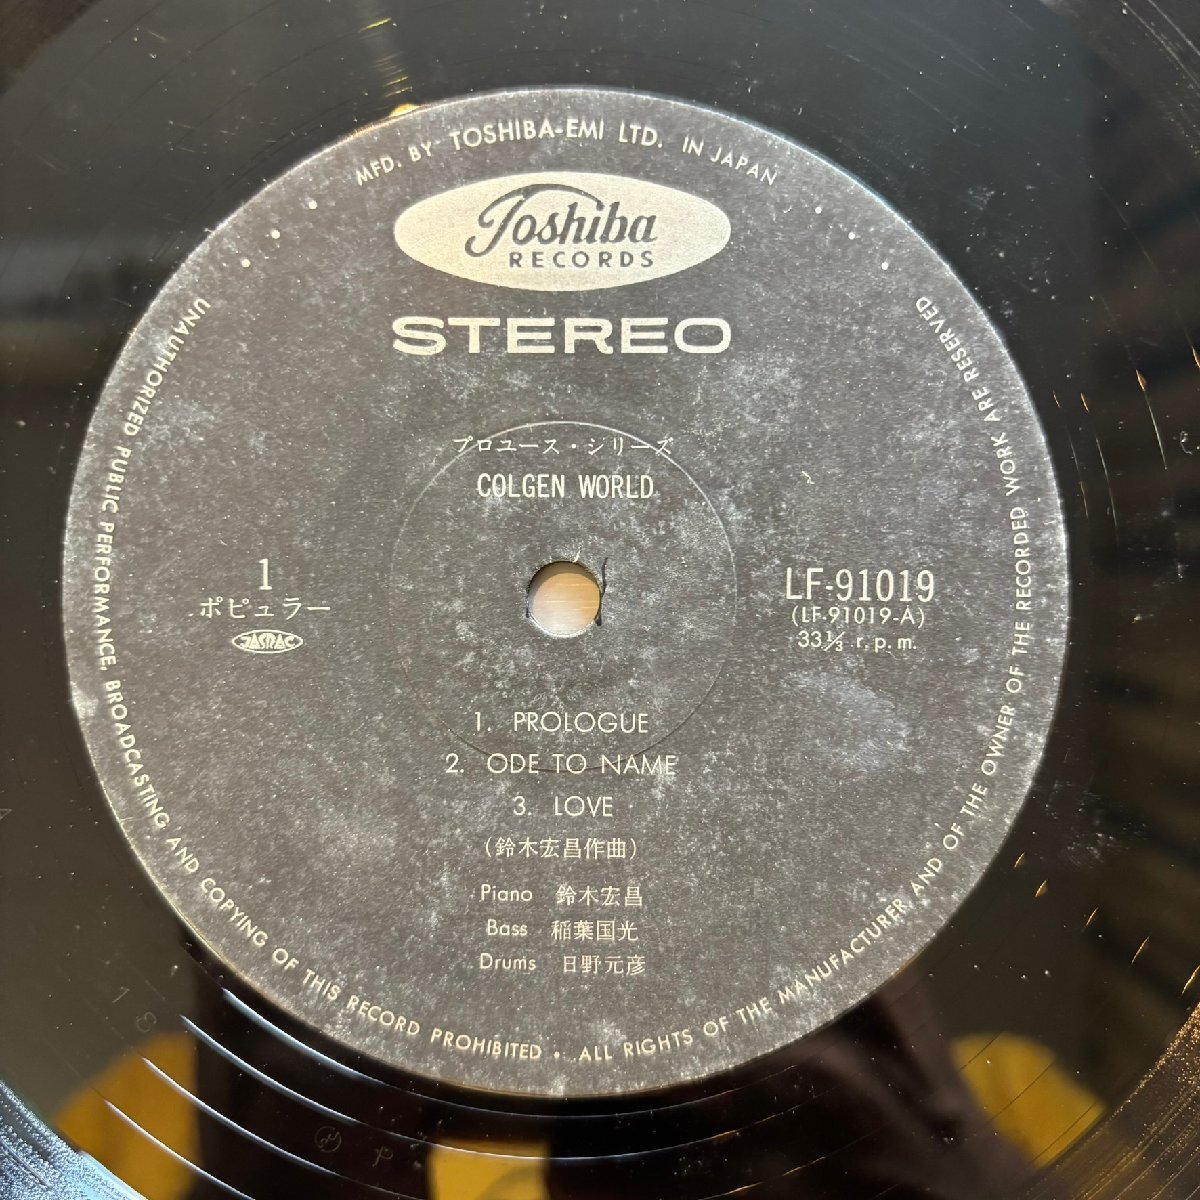 MFD. BY TOSHIBA-EMI LTD. IN JAPAN
Toshiba
RECORDS
STEREO
プロユース・シリーズ
COLGEN WORLD
1
ポピュラー
JASRAC
LF-91019
(LF-91019-A)
33⅓ r.p.m.
1. PROLOGUE
2. ODE TO NAME
3. LOVE
(鈴木宏昌作曲)
Piano 鈴木宏昌
Bass 稲葉国光
Drums 日野元彦
UNAUTHORIZED PUBLIC PERFORMANCE, BROADCASTING AND COPYING OF THIS RECORD PROHIBITED • ALL RIGHTS OF THE MANUFACTURER AND OF THE OWNER OF THE RECORDED WORK ARE RESERVED